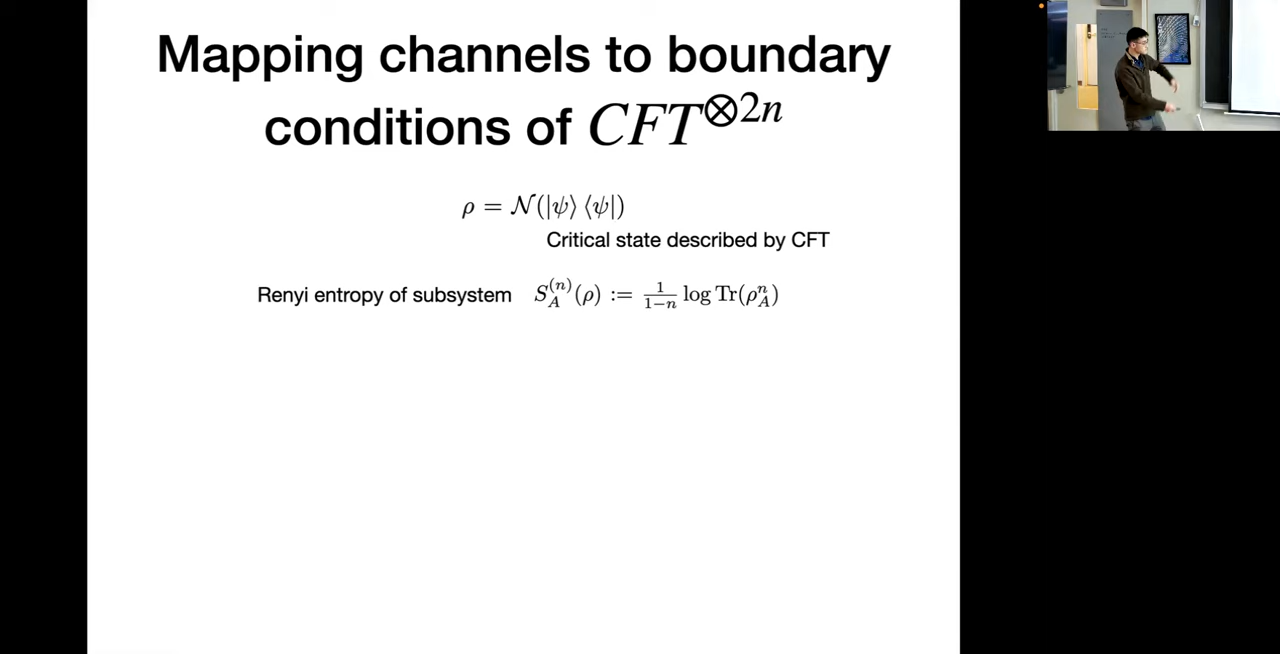 Mapping channels to boundary
conditions of CFT^{⊗2n}
ρ = 𝒩(|ψ⟩ ⟨ψ|)
Critical state described by CFT
Renyi entropy of subsystem S_A^{(n)}(ρ) := \frac{1}{1−n} log Tr(ρ_A^n)